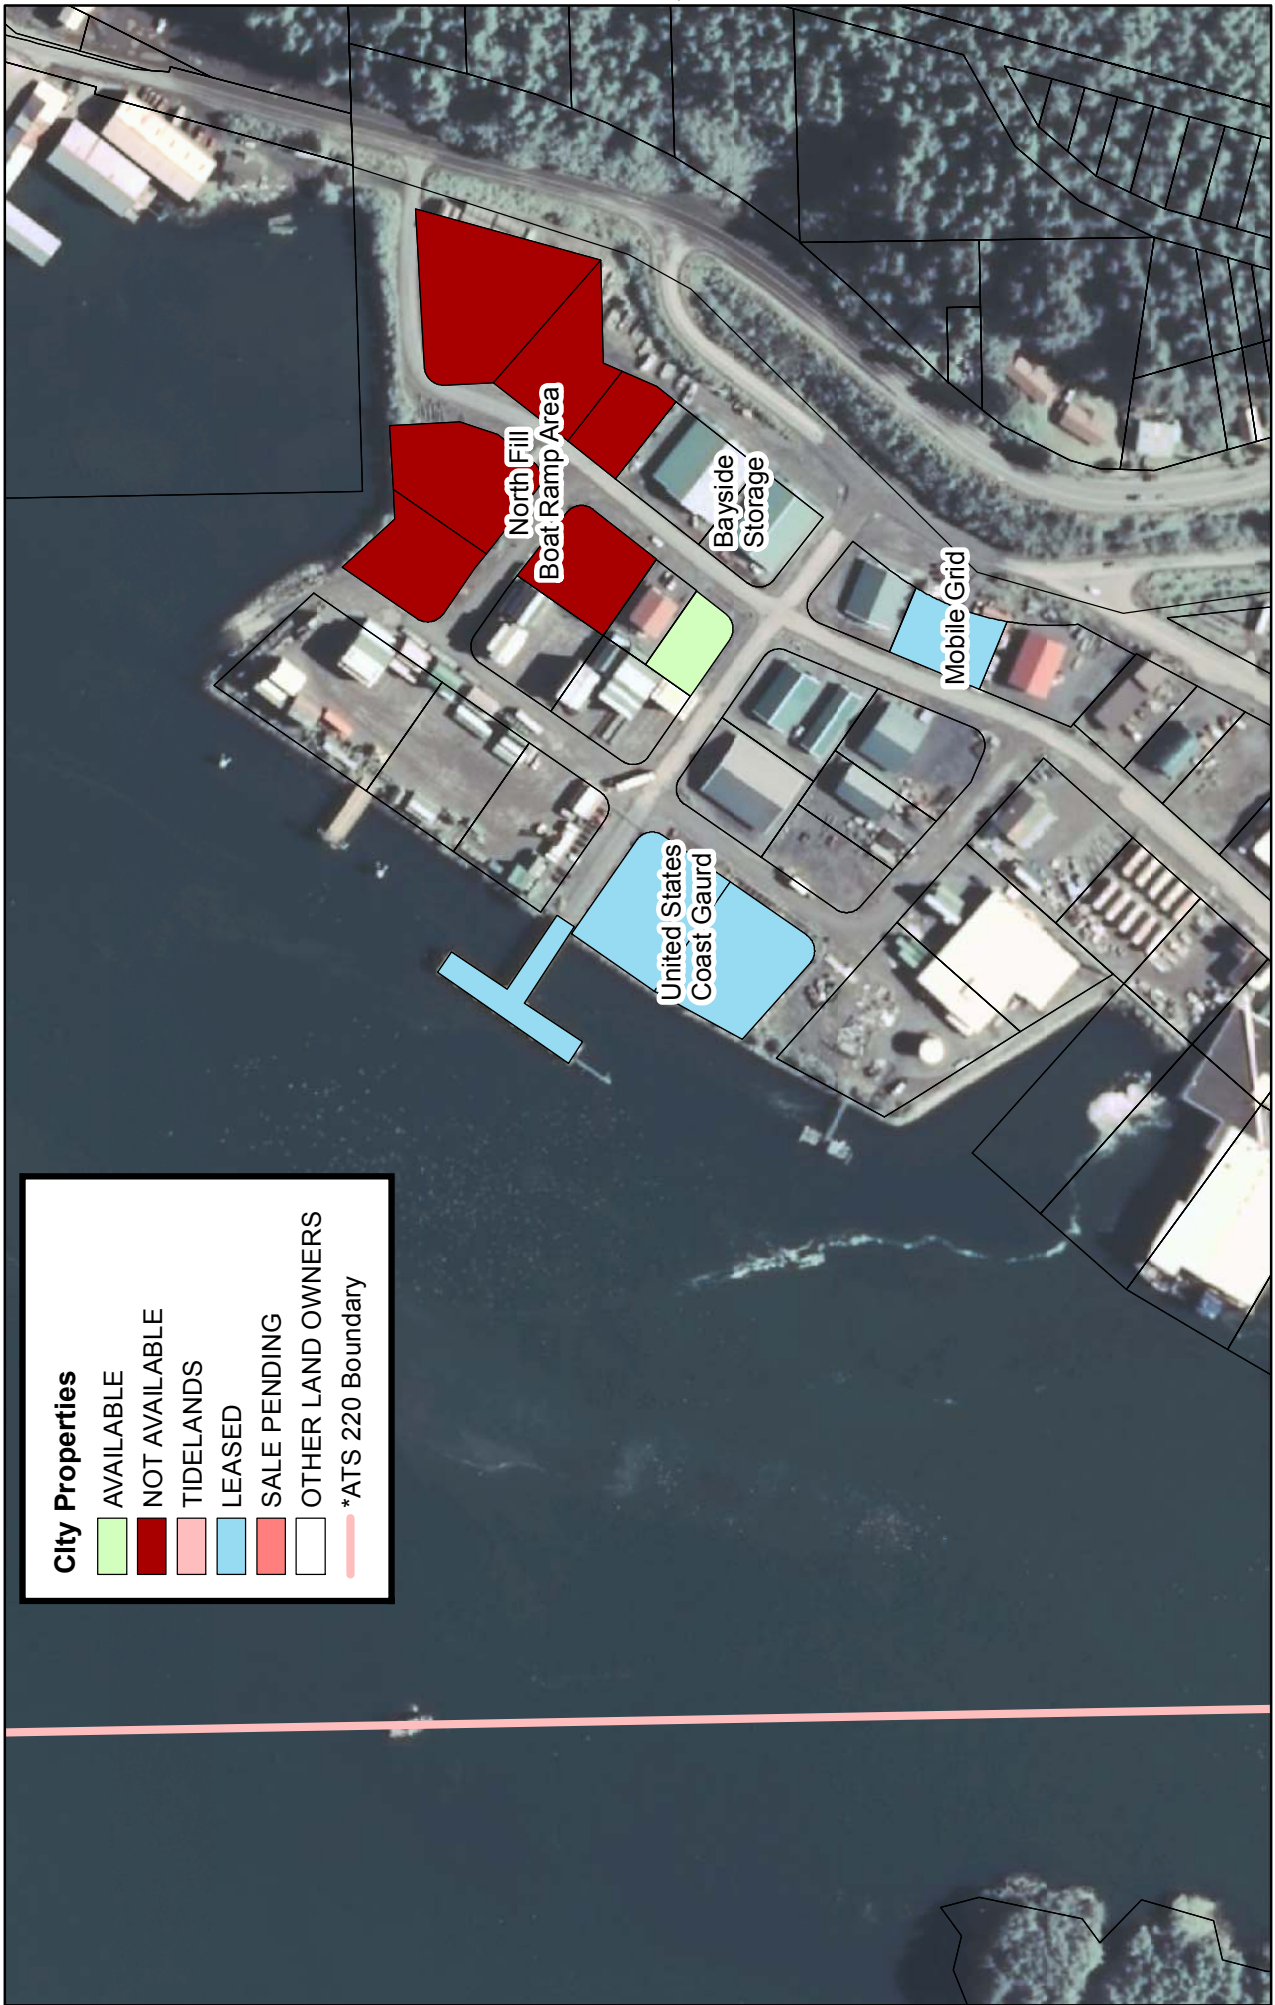 CIty Properties
AVAILABLE
NOT AVAILABLE
TIDELANDS
LEASED
SALE PENDING
OTHER LAND OWNERS
*ATS 220 Boundary
North Fill
Boat Ramp Area
United States
Coast Gaurd
Bayside
Storage
Mobile Grid